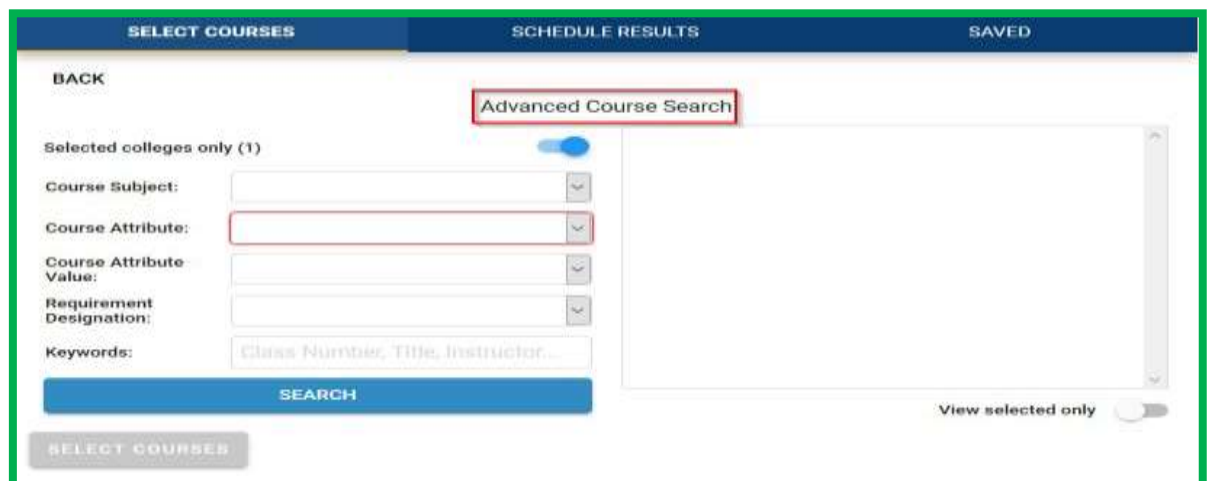 SELECT COURSES SCHEDULE RESULTS SAVED
BACK
Advanced Course Search
Selected colleges only (1)
Course Subject:
Course Attribute:
Course Attribute
Value:
Requirement
Designation:
Keywords: Class Number, Title, Instructor...
SEARCH
View selected only
SELECT COURSES